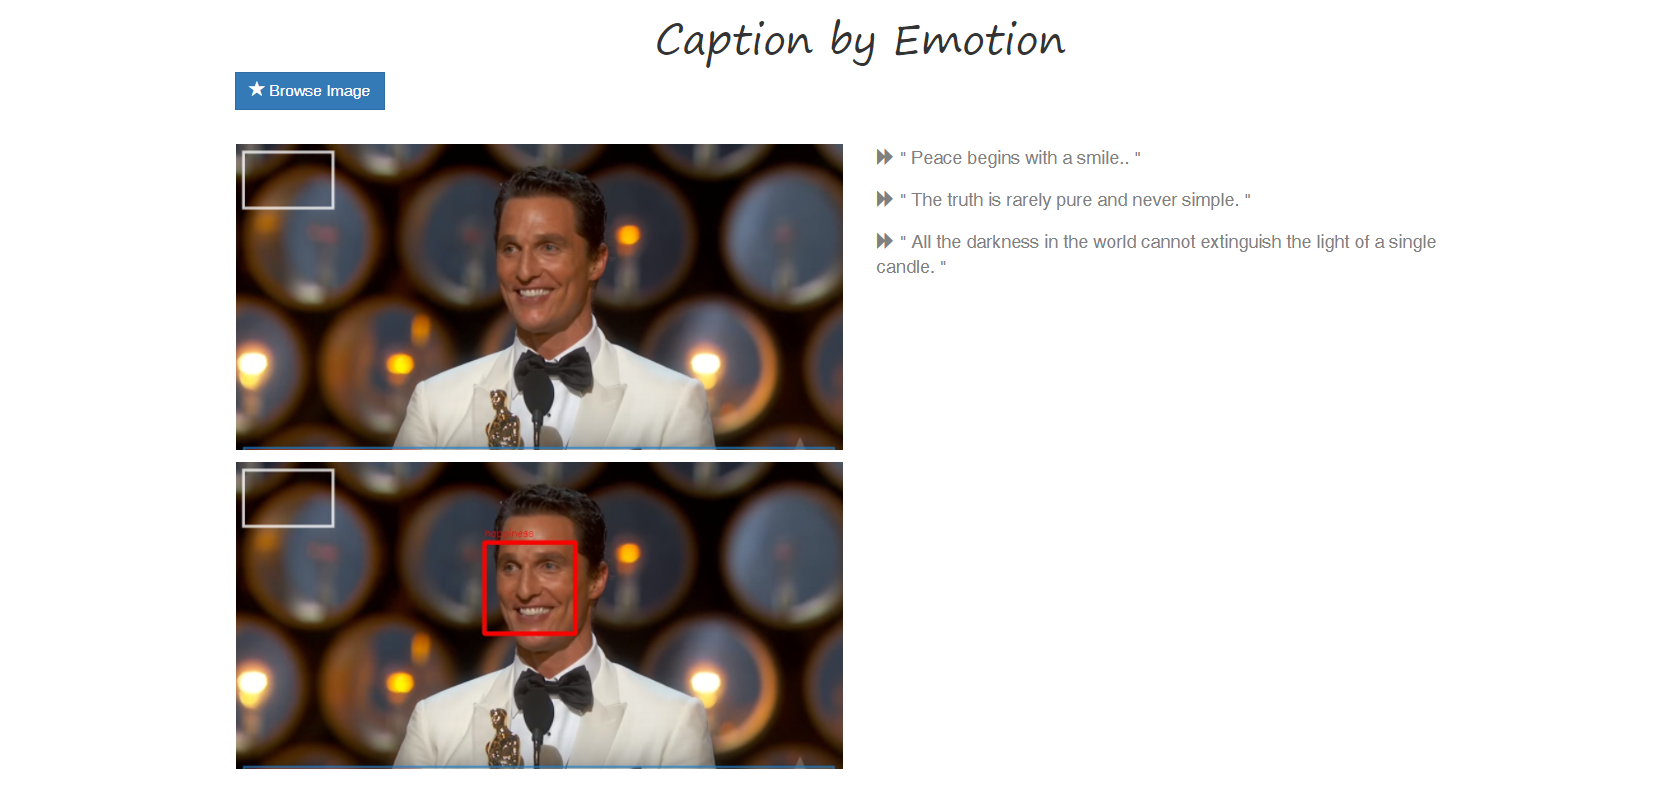 Caption by Emotion
Browse Image
" Peace begins with a smile.. "
" The truth is rarely pure and never simple. "
" All the darkness in the world cannot extinguish the light of a single
candle. "
happiness